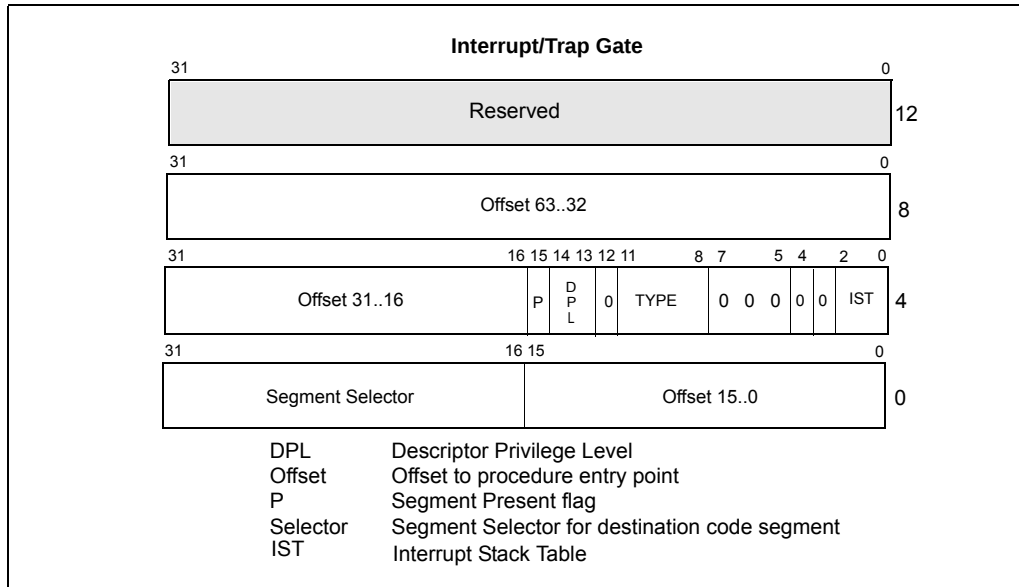 Interrupt/Trap Gate
31 0
Reserved 12
31 0
Offset 63..32 8
31 16 15 14 13 12 11 8 7 5 4 2 0
Offset 31..16 P DPL 0 TYPE 0 0 0 0 0 IST 4
31 16 15 0
Segment Selector Offset 15..0 0
DPL Descriptor Privilege Level
Offset Offset to procedure entry point
P Segment Present flag
Selector Segment Selector for destination code segment
IST Interrupt Stack Table